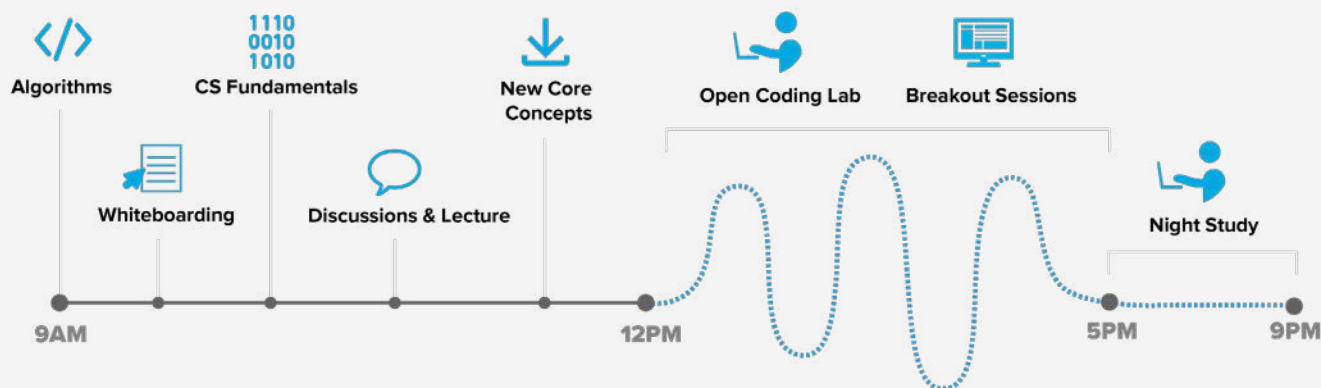 1110
0010
1010
Algorithms
CS Fundamentals
New Core
Concepts
Open Coding Lab
Breakout Sessions
Whiteboarding
Discussions & Lecture
Night Study
9AM
12PM
5PM
9PM